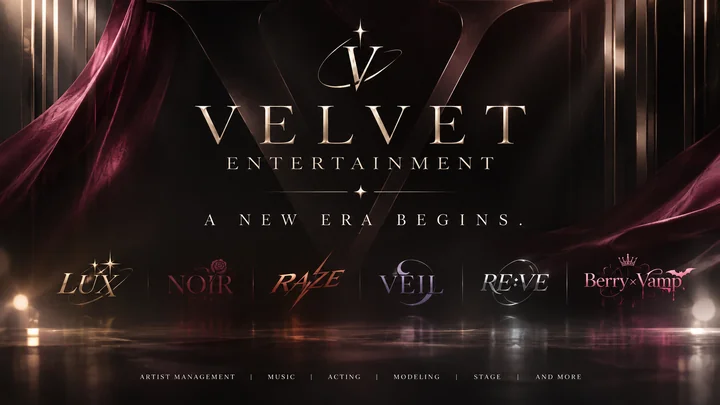 V
VELVET
ENTERTAINMENT
A NEW ERA BEGINS.
LUX | NOIR | RAZE | VEIL | RE:VE | Berry×Vamp
ARTIST MANAGEMENT | MUSIC | ACTING | MODELING | STAGE | AND MORE